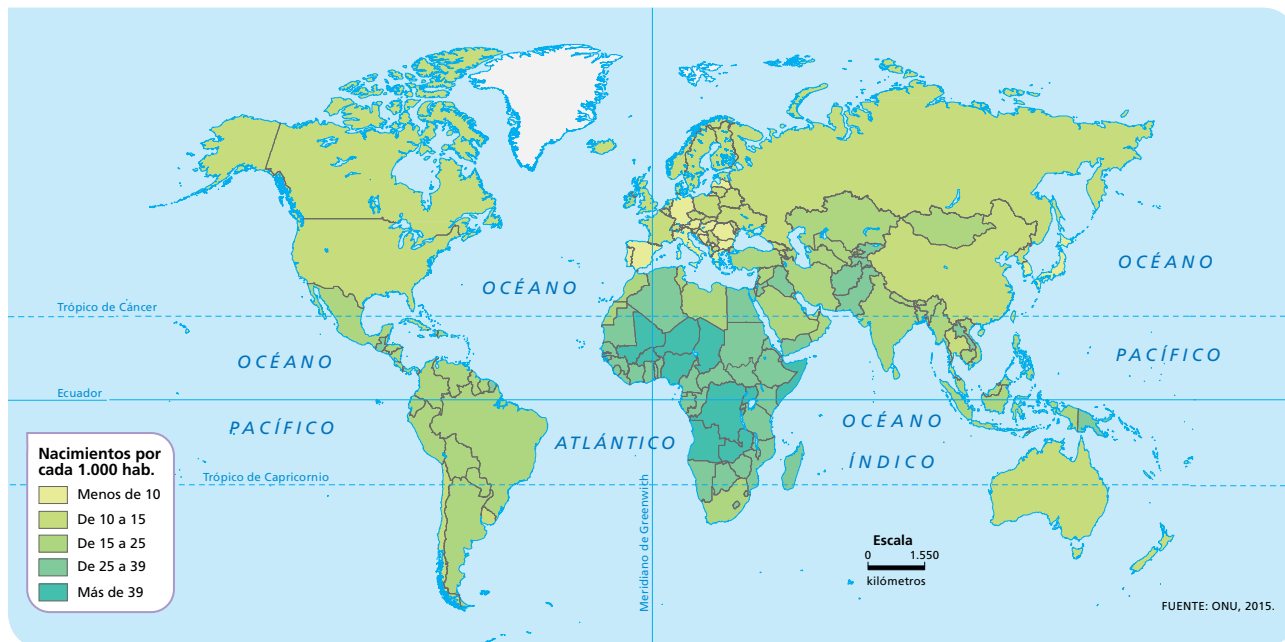 OCÉANO
OCÉANO
Trópico de Cáncer
OCÉANO
PACÍFICO
Ecuador
PACÍFICO
ATLÁNTICO
OCÉANO
ÍNDICO
Trópico de Capricornio
Meridiano de Greenwich
Nacimientos por
cada 1.000 hab.
Menos de 10
De 10 a 15
De 15 a 25
De 25 a 39
Más de 39
Escala
0 1.550
kilómetros
FUENTE: ONU, 2015.